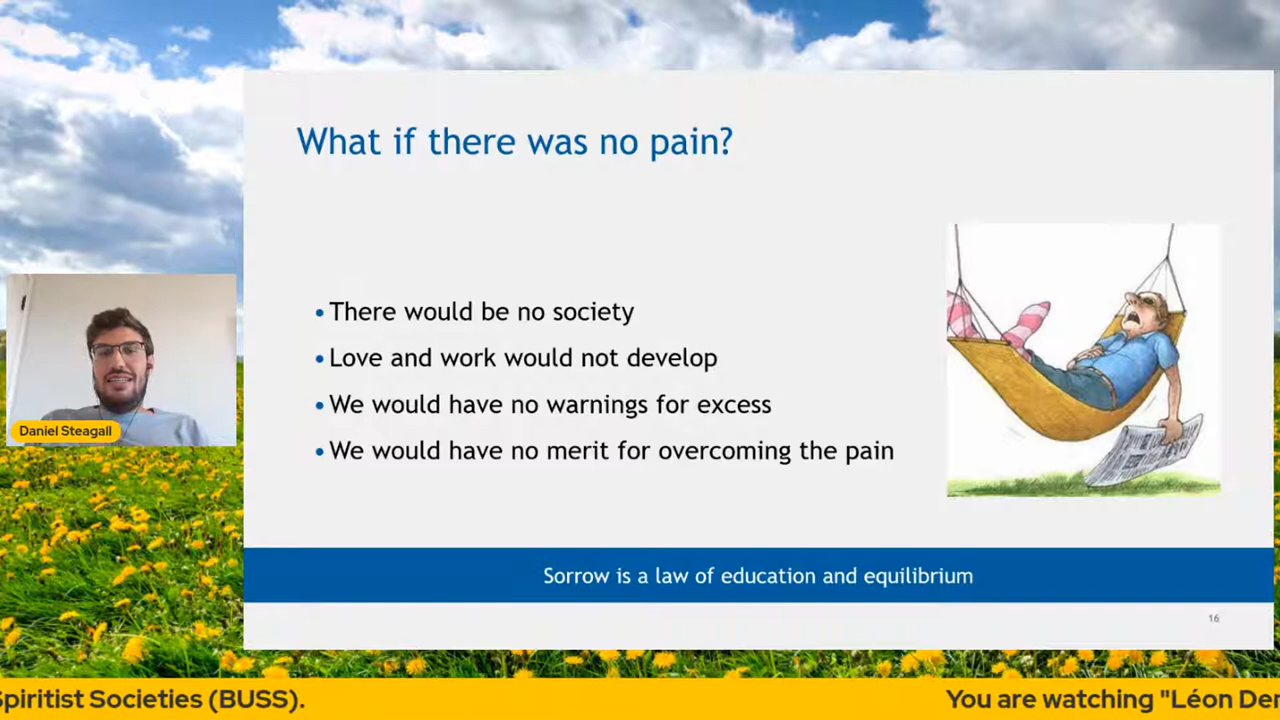 What if there was no pain?
• There would be no society
• Love and work would not develop
• We would have no warnings for excess
• We would have no merit for overcoming the pain
Daniel Steagall
Sorrow is a law of education and equilibrium
16
Spiritist Societies (BUSS).
You are watching "Léon